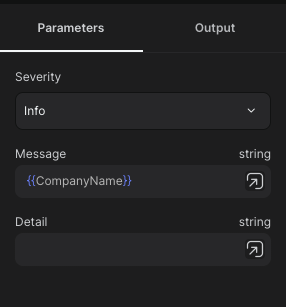 Parameters Output
Severity
Info
Message string
{{CompanyName}}
Detail string